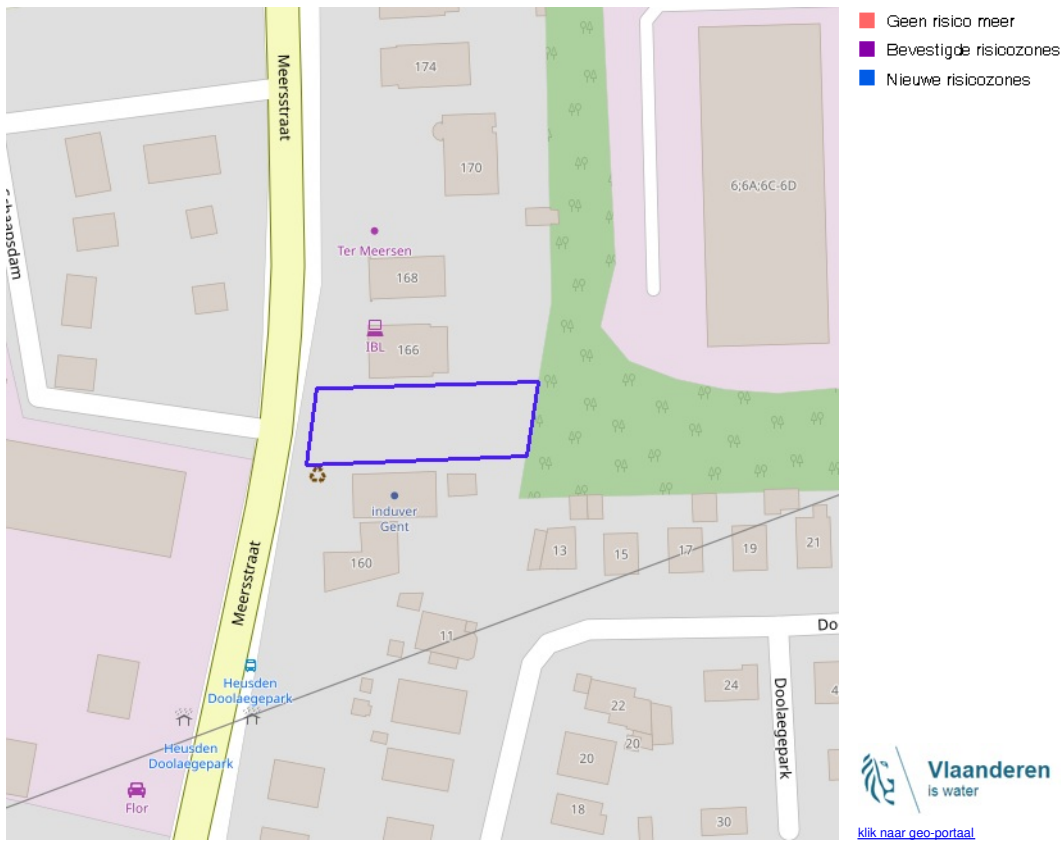 Geen risico meer
Bevestigde risicozones
Nieuwe risicozones
Meersstraat
174
170
6;6A;6C-6D
Schaapsdam
Ter Meersen
168
IBL
166
induver
Gent
160
13
15
17
19
21
Meersstraat
11
Do
Heusden
Doolaegepark
24
4
22
20
Doolaegepark
Heusden
Doolaegepark
20
Flor
18
30
Vlaanderen
is water
klik naar geo-portaal